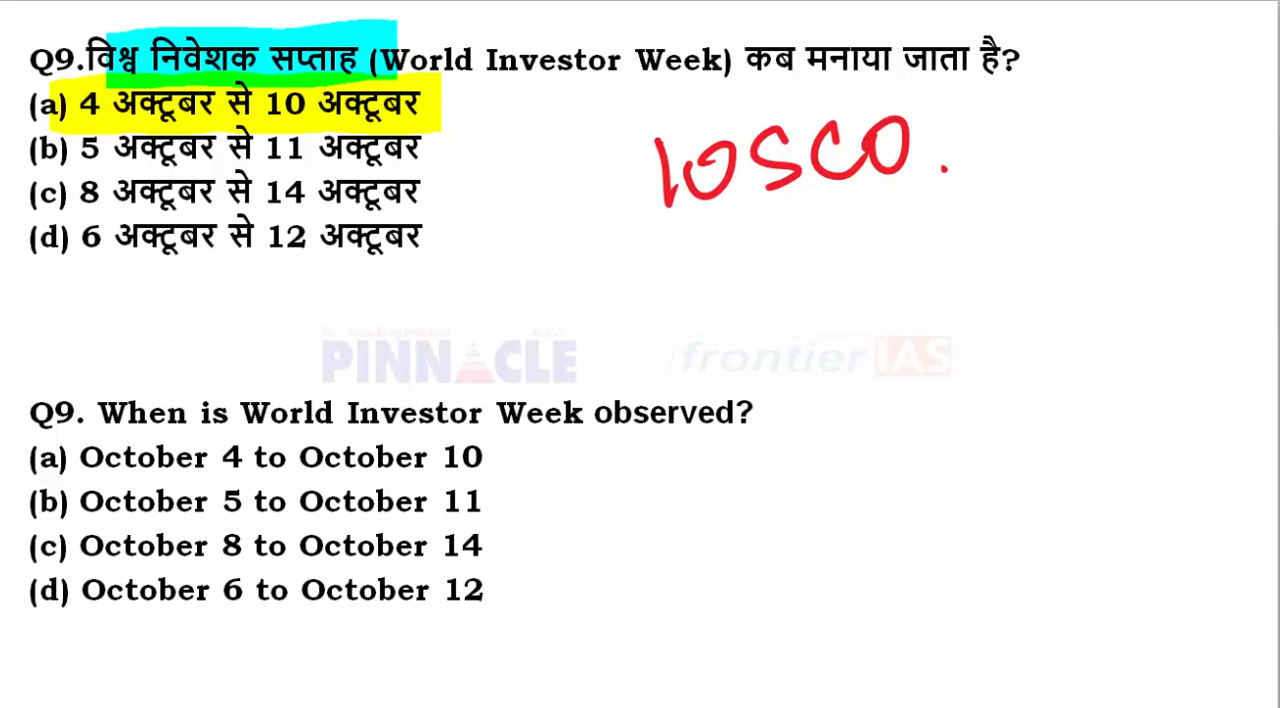 Q9.विश्व निवेशक सप्ताह (World Investor Week) कब मनाया जाता है?
(a) 4 अक्टूबर से 10 अक्टूबर
(b) 5 अक्टूबर से 11 अक्टूबर
(c) 8 अक्टूबर से 14 अक्टूबर
(d) 6 अक्टूबर से 12 अक्टूबर
IOSCO.
PINNACLE frontier IAS
Q9. When is World Investor Week observed?
(a) October 4 to October 10
(b) October 5 to October 11
(c) October 8 to October 14
(d) October 6 to October 12